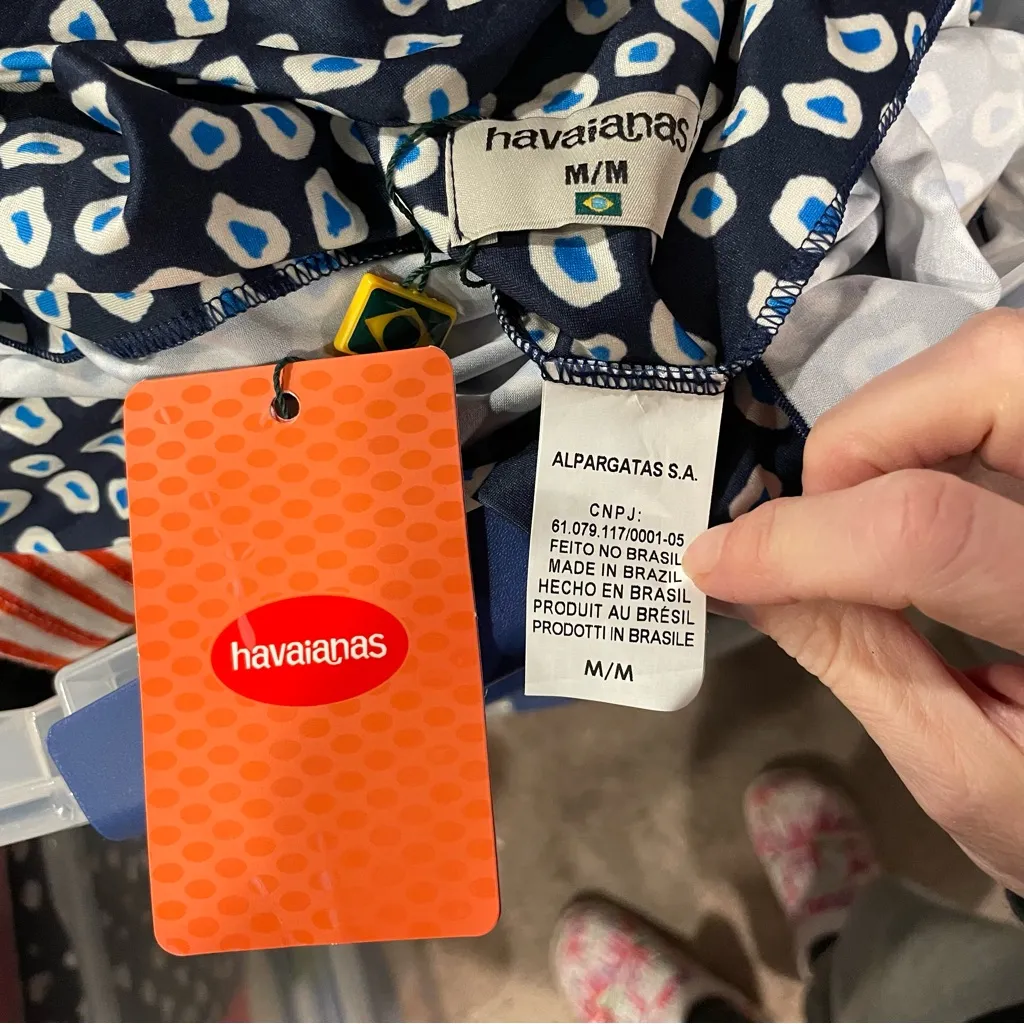 havaianas
M/M
havaianas
ALPARGATAS S.A.
CNPJ:
61.079.117/0001-05
FEITO NO BRASIL
MADE IN BRAZIL
HECHO EN BRASIL
PRODUIT AU BRÉSIL
PRODOTTI IN BRASILE
M/M